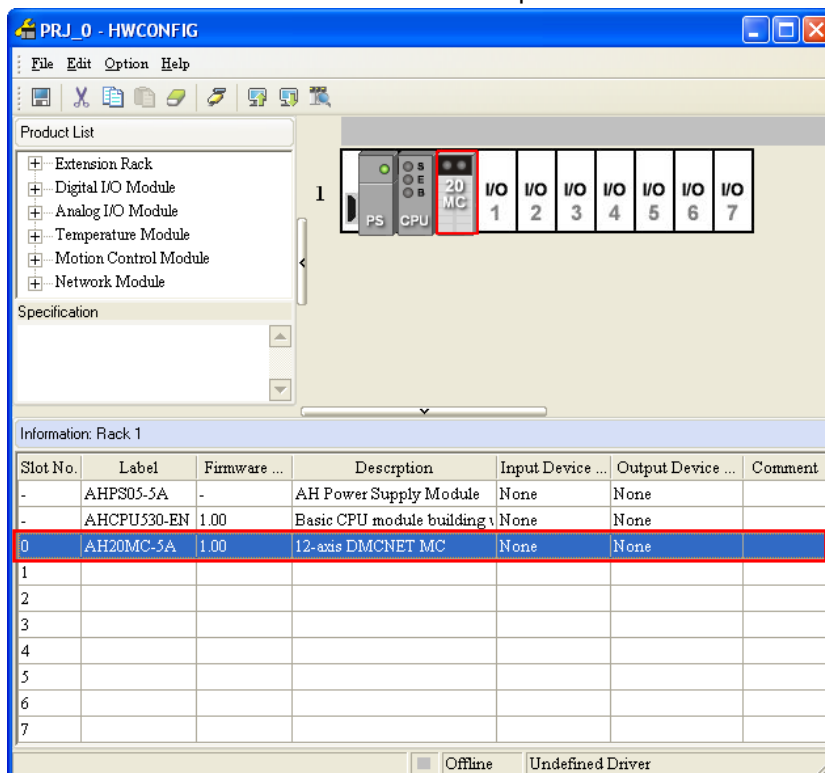 PRJ_0 - HWCONFIG
File Edit Option Help
Product List
Extension Rack
Digital I/O Module
Analog I/O Module
Temperature Module
Motion Control Module
Network Module
Specification
1
PS
CPU
S
E
B
20
MC
I/O I/O I/O I/O I/O I/O I/O
1 2 3 4 5 6 7
Information: Rack 1
Slot No. Label Firmware ... Descrption Input Device ... Output Device ... Comment
- AHPS05-5A - AH Power Supply Module None None
- AHCPU530-EN 1.00 Basic CPU module building None None
0 AH20MC-5A 1.00 12-axis DMCNET MC None None
1
2
3
4
5
6
7
Offline Undefined Driver